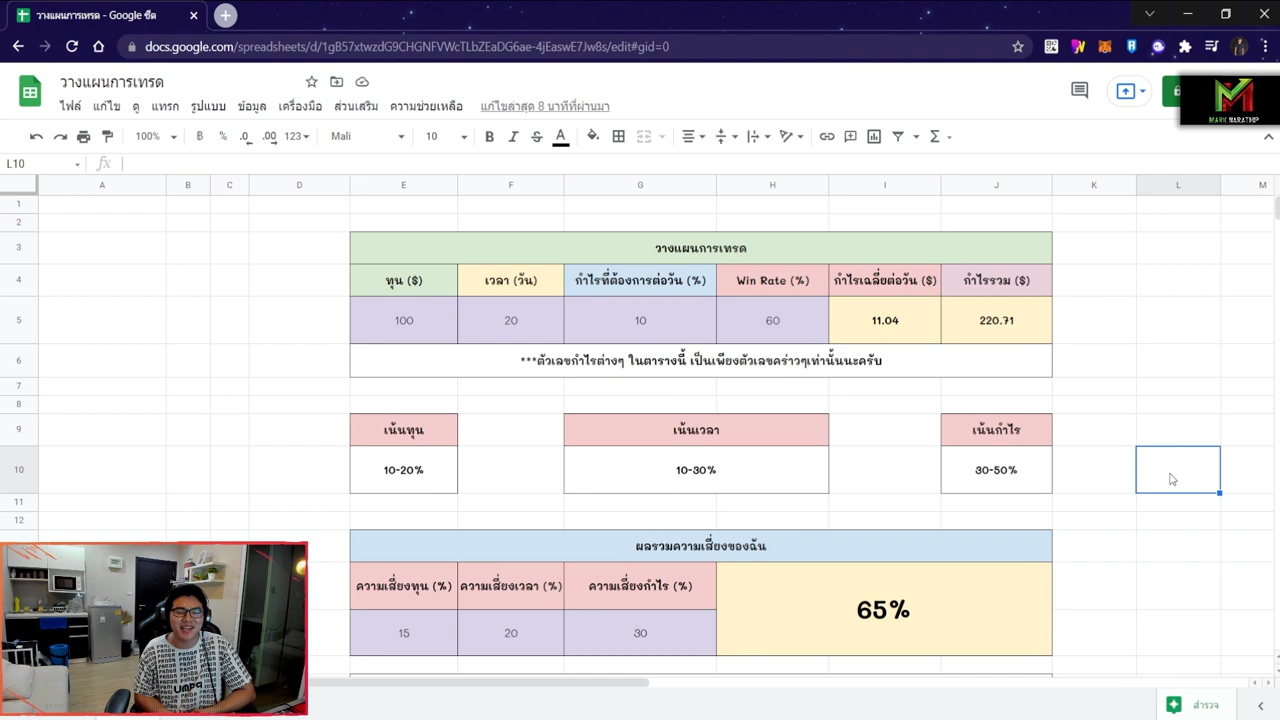 วางแผนการเทรด - Google ชีต
docs.google.com/spreadsheets/d/1gB57xtwzdG9CHGNFVWcTLbZEaDG6ae-4jEaswE7Jw8s/edit#gid=0
วางแผนการเทรด
ไฟล์ แก้ไข ดู แทรก รูปแบบ ข้อมูล เครื่องมือ ส่วนเสริม ความช่วยเหลือ แก้ไขล่าสุด 8 นาทีที่ผ่านมา
MARK NARATHIP
100% ฿ % .0 .00 123 Mali 10 B I S A Σ
L10 fx
A B C D E F G H I J K L M
1
2
3 วางแผนการเทรด
4 ทุน ($) เวลา (วัน) กำไรที่ต้องการต่อวัน (%) Win Rate (%) กำไรเฉลี่ยต่อวัน ($) กำไรรวม ($)
5 100 20 10 60 11.04 220.71
6 ***ตัวเลขกำไรต่างๆ ในตารางนี้ เป็นเพียงตัวเลขคร่าวๆเท่านั้นนะครับ
7
8
9 เน้นทุน เน้นเวลา เน้นกำไร
10 10-20% 10-30% 30-50%
11
12
ผลรวมความเสี่ยงของฉัน
ความเสี่ยงทุน (%) ความเสี่ยงเวลา (%) ความเสี่ยงกำไร (%)
65%
15 20 30
สำรวจ